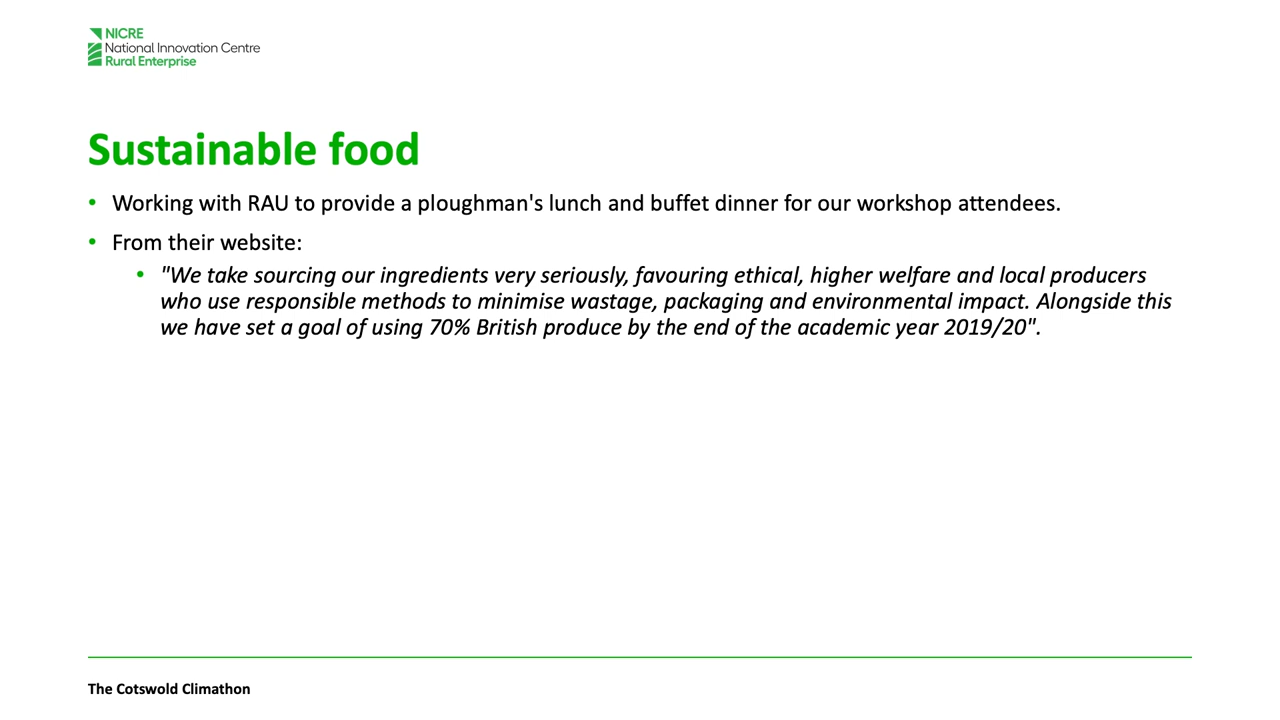 NICRE
National Innovation Centre
Rural Enterprise
Sustainable food
• Working with RAU to provide a ploughman's lunch and buffet dinner for our workshop attendees.
• From their website:
• "We take sourcing our ingredients very seriously, favouring ethical, higher welfare and local producers
who use responsible methods to minimise wastage, packaging and environmental impact. Alongside this
we have set a goal of using 70% British produce by the end of the academic year 2019/20".
The Cotswold Climathon